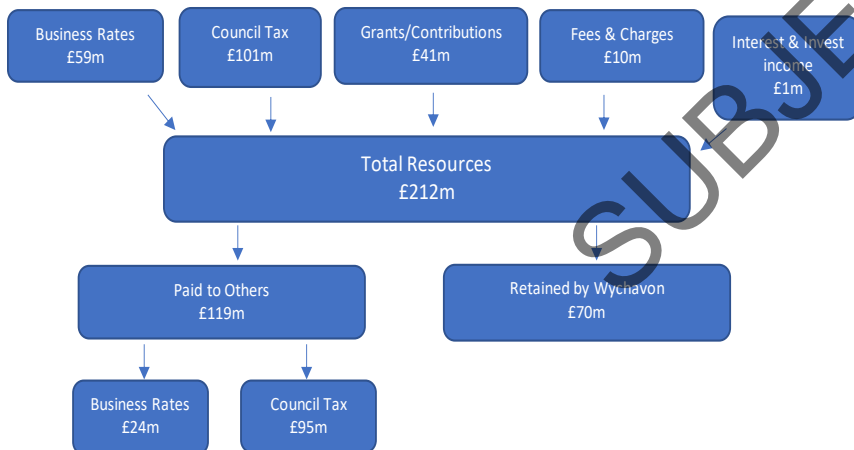 Business Rates
£59m
Council Tax
£101m
Grants/Contributions
£41m
Fees & Charges
£10m
Interest & Invest
income
£1m
Total Resources
£212m
Paid to Others
£119m
Retained by Wychavon
£70m
Business Rates
£24m
Council Tax
£95m
SUBJE